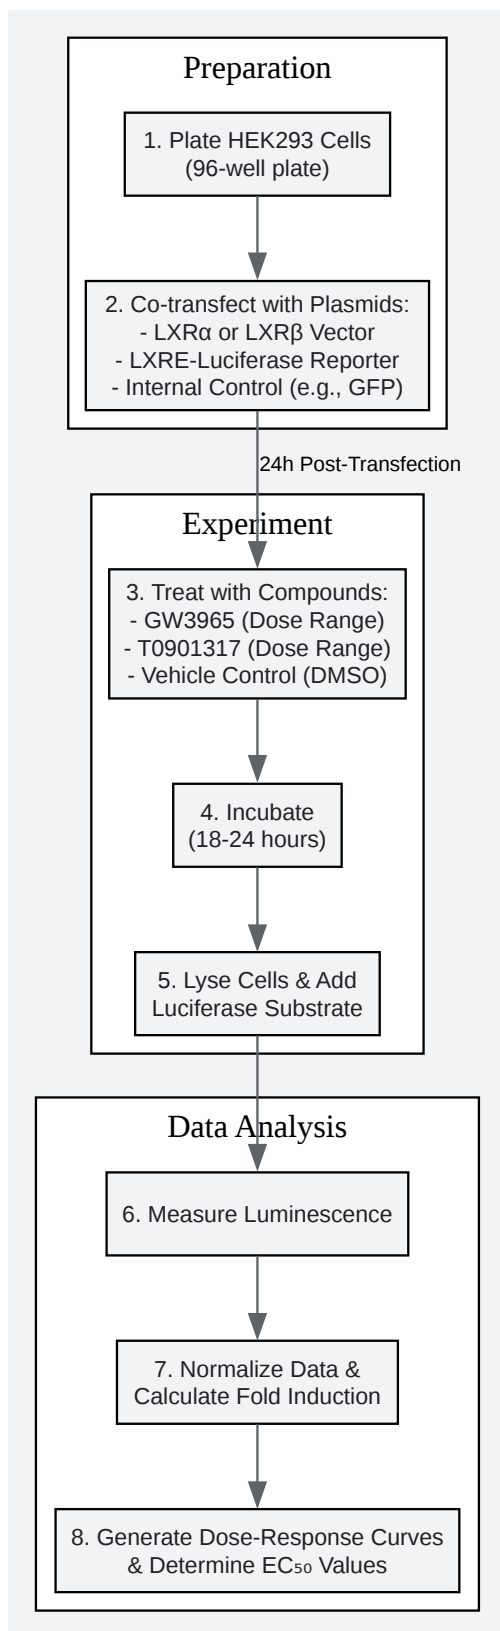 Preparation
1. Plate HEK293 Cells
(96-well plate)
2. Co-transfect with Plasmids:
- LXRα or LXRβ Vector
- LXRE-Luciferase Reporter
- Internal Control (e.g., GFP)
24h Post-Transfection
Experiment
3. Treat with Compounds:
- GW3965 (Dose Range)
- T0901317 (Dose Range)
- Vehicle Control (DMSO)
4. Incubate
(18-24 hours)
5. Lyse Cells & Add
Luciferase Substrate
Data Analysis
6. Measure Luminescence
7. Normalize Data &
Calculate Fold Induction
8. Generate Dose-Response Curves
& Determine EC₅₀ Values